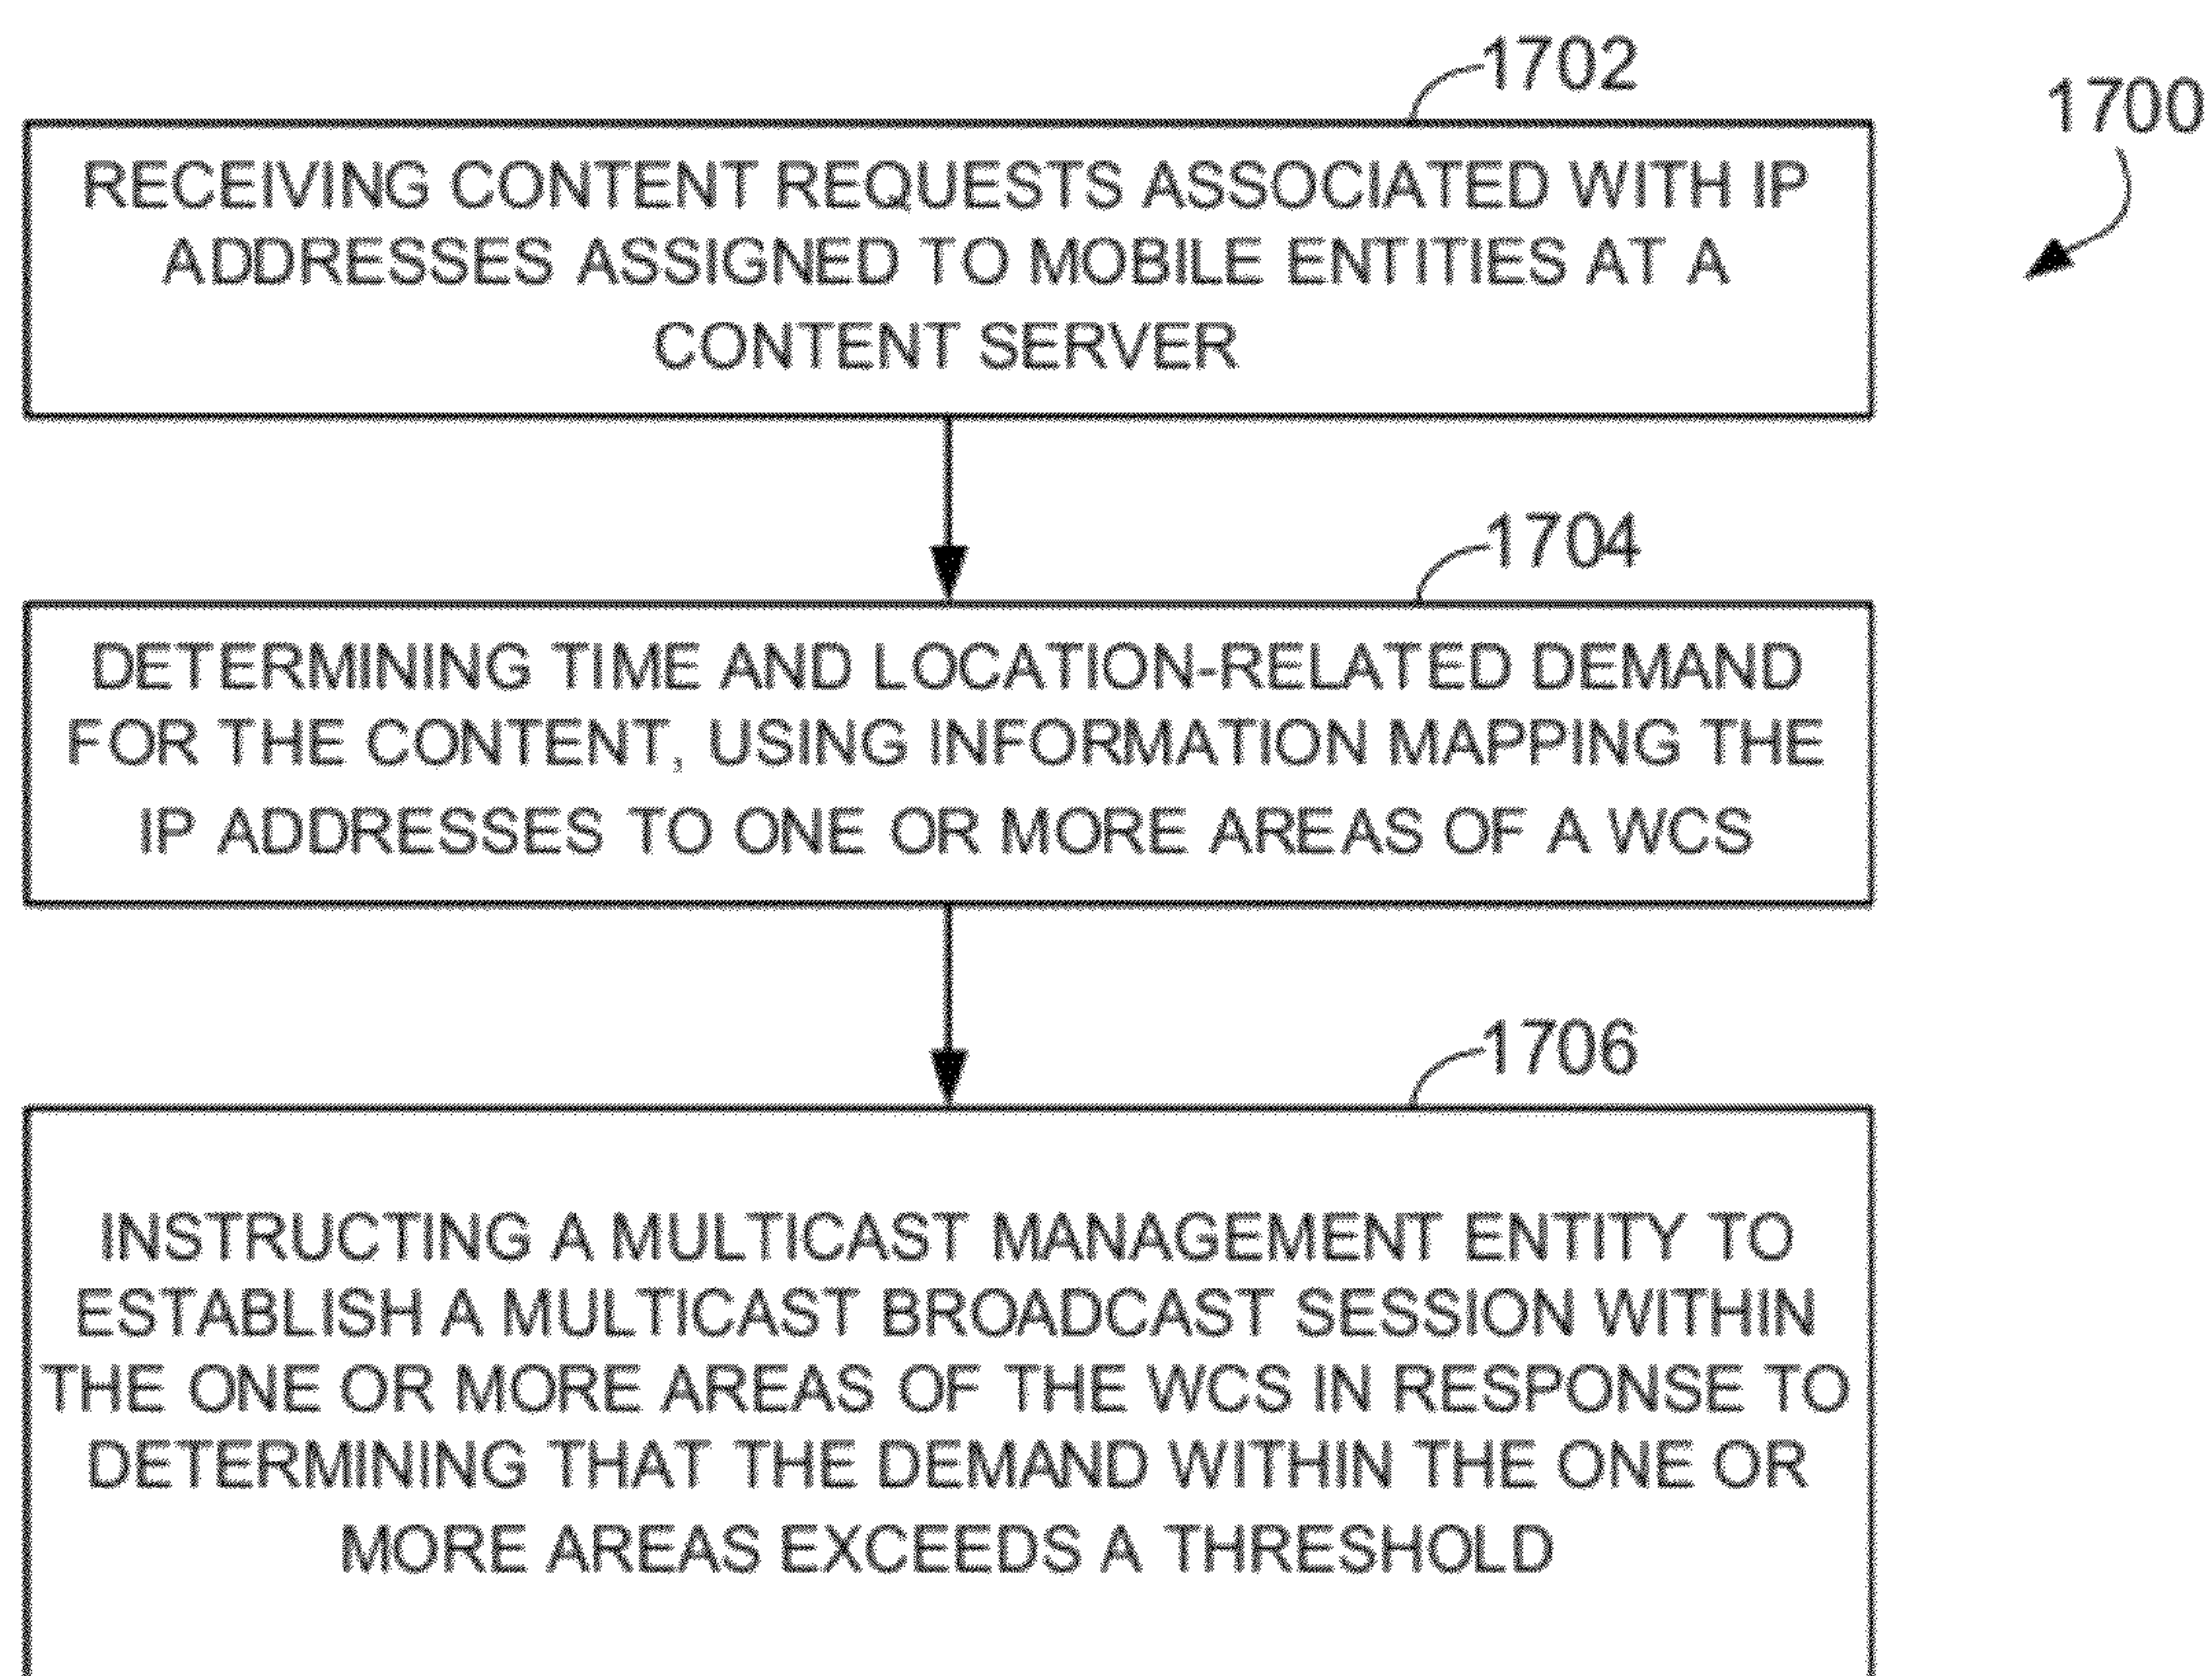 1702
1700
RECEIVING CONTENT REQUESTS ASSOCIATED WITH IP
ADDRESSES ASSIGNED TO MOBILE ENTITIES AT A
CONTENT SERVER
1704
DETERMINING TIME AND LOCATION-RELATED DEMAND
FOR THE CONTENT, USING INFORMATION MAPPING THE
IP ADDRESSES TO ONE OR MORE AREAS OF A WCS
1706
INSTRUCTING A MULTICAST MANAGEMENT ENTITY TO
ESTABLISH A MULTICAST BROADCAST SESSION WITHIN
THE ONE OR MORE AREAS OF THE WCS IN RESPONSE TO
DETERMINING THAT THE DEMAND WITHIN THE ONE OR
MORE AREAS EXCEEDS A THRESHOLD